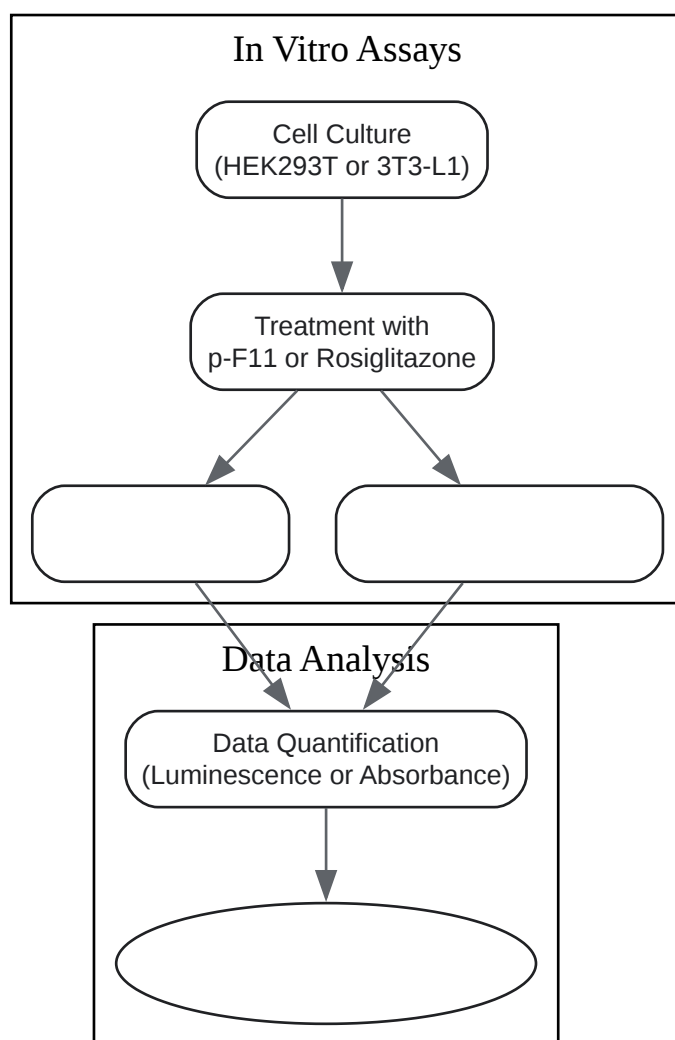 In Vitro Assays
Cell Culture
(HEK293T or 3T3-L1)
Treatment with
p-F11 or Rosiglitazone
Data Analysis
Data Quantification
(Luminescence or Absorbance)